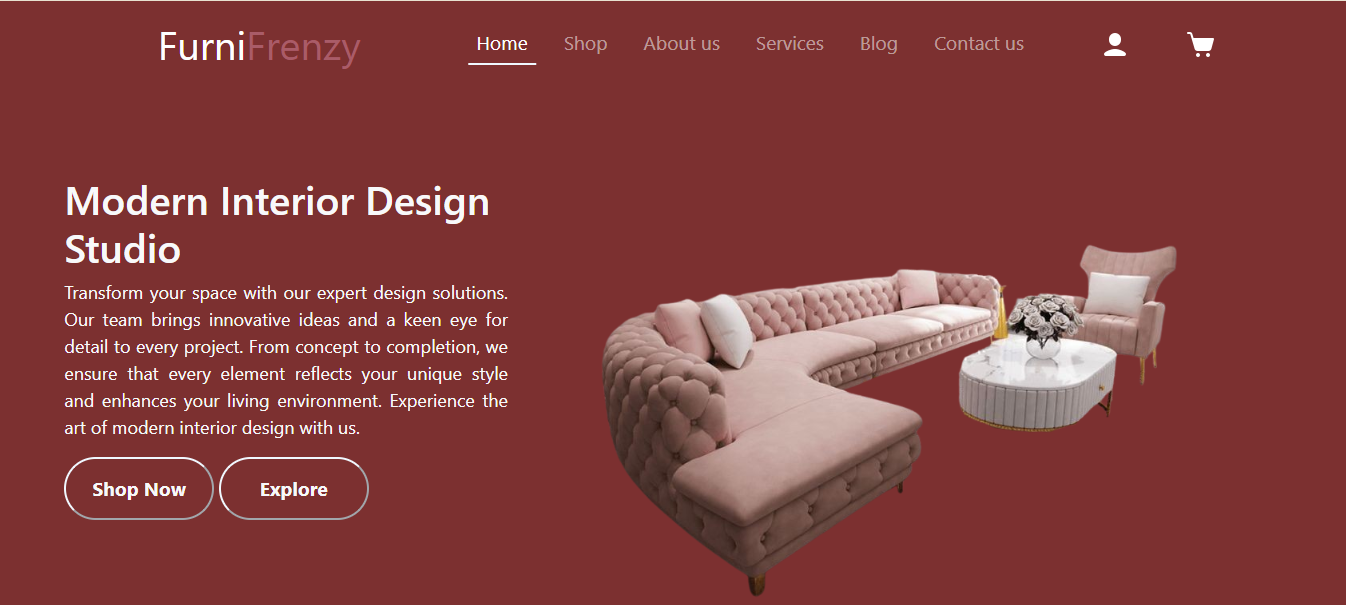 FurniFrenzy
Home Shop About us Services Blog Contact us
Modern Interior Design
Studio
Transform your space with our expert design solutions.
Our team brings innovative ideas and a keen eye for
detail to every project. From concept to completion, we
ensure that every element reflects your unique style
and enhances your living environment. Experience the
art of modern interior design with us.
Shop Now Explore